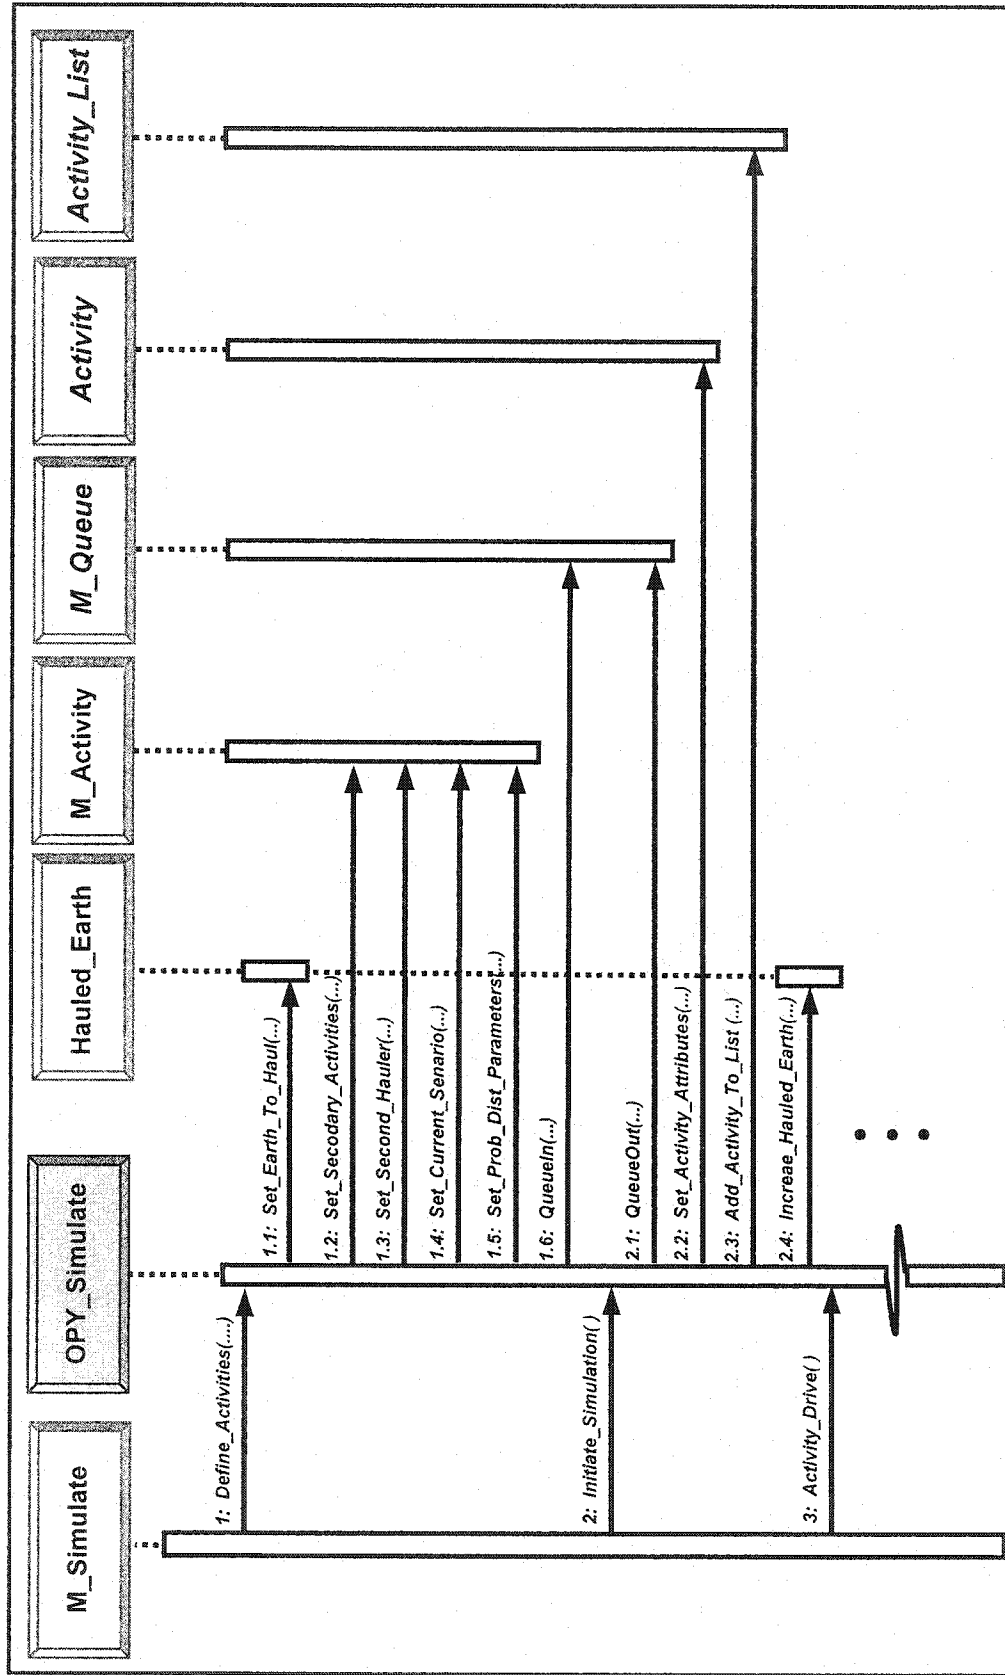 M_Simulate
OPY_Simulate
Hauled_Earth
M_Activity
M_Queue
Activity
Activity_List
1: Define_Activities(....)
1.1: Set_Earth_To_Haul(...)
1.2: Set_Secodary_Activities(...)
1.3: Set_Second_Hauler(...)
1.4: Set_Current_Senario(...)
1.5: Set_Prob_Dist_Parameters(...)
1.6: QueueIn(...)
2: Initiate_Simulation( )
2.1: QueueOut(...)
2.2: Set_Activity_Attributes(...)
2.3: Add_Activity_To_List (...)
2.4: Increae_Hauled_Earth(...)
3: Activity_Drive( )